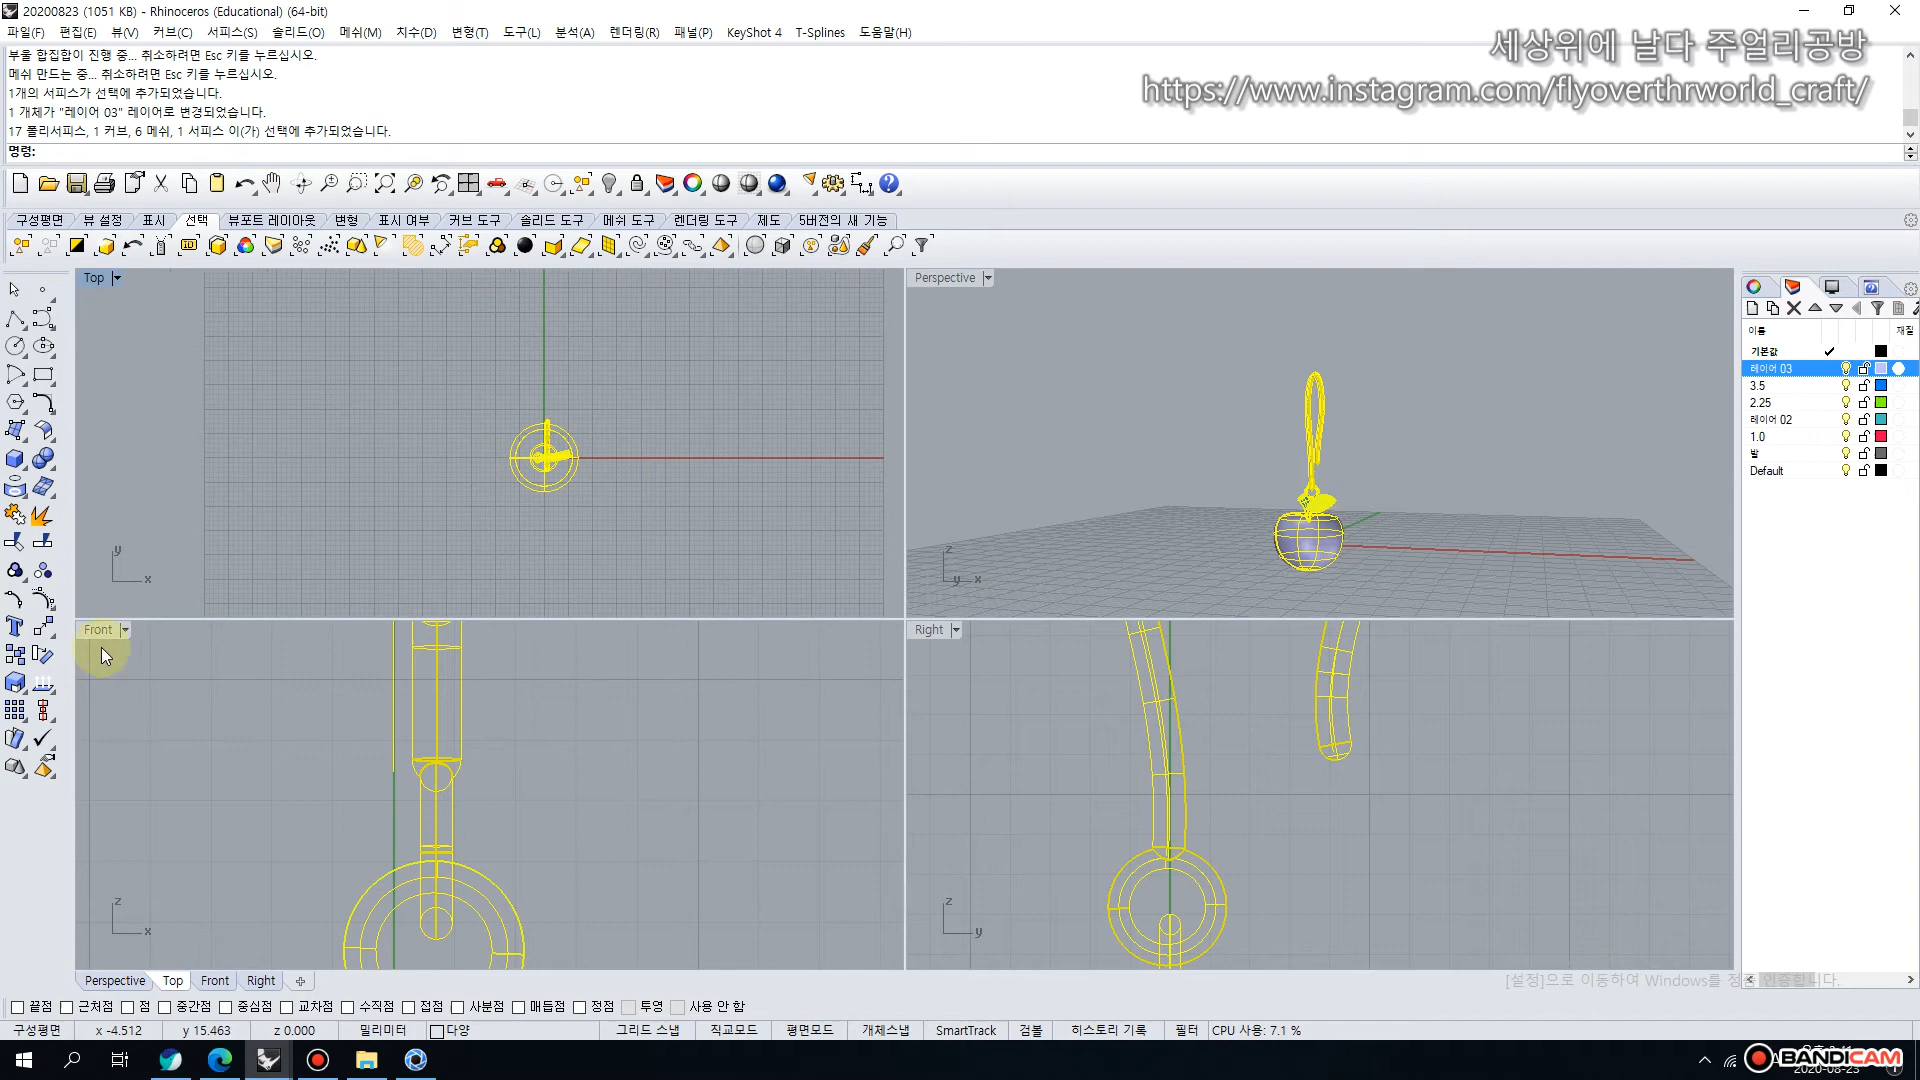 20200823 (1051 KB) - Rhinoceros (Educational) (64-bit)
파일(F) 편집(E) 뷰(V) 커브(C) 서피스(S) 솔리드(O) 메쉬(M) 치수(D) 변형(T) 도구(L) 분석(A) 렌더링(R) 패널(P) KeyShot 4 T-Splines 도움말(H)
세상위에 날다 주얼리공방
https://www.instagram.com/flyoverthrworld_craft/
부울 합집합이 진행 중... 취소하려면 Esc 키를 누르십시오.
메쉬 만드는 중... 취소하려면 Esc 키를 누르십시오.
1개의 서피스가 선택에 추가되었습니다.
1 개체가 "레이어 03" 레이어로 변경되었습니다.
17 폴리서피스, 1 커브, 6 메쉬, 1 서피스 이(가) 선택에 추가되었습니다.
명령:
구성평면 뷰 설정 표시 선택 뷰포트 레이아웃 변형 표시 여부 커브 도구 솔리드 도구 메쉬 도구 렌더링 도구 제도 5버전의 새 기능
Top
Perspective
이름 재질
기본값
레이어 03
3.5
2.25
레이어 02
1.0
발
Default
y
x
z
y x
Front
Right
z
x
z
y
Perspective Top Front Right
[설정]으로 이동하여 Windows를 정품 인증합니다.
끝점 근처점 점 중간점 중심점 교차점 수직점 접점 사분점 매듭점 정점 투영 사용 안 함
구성평면 x -4.512 y 15.463 z 0.000 밀리미터 다양 그리드 스냅 직교모드 평면모드 개체스냅 SmartTrack 검볼 히스토리 기록 필터 CPU 사용: 7.1 %
BANDICAM
2020-08-23